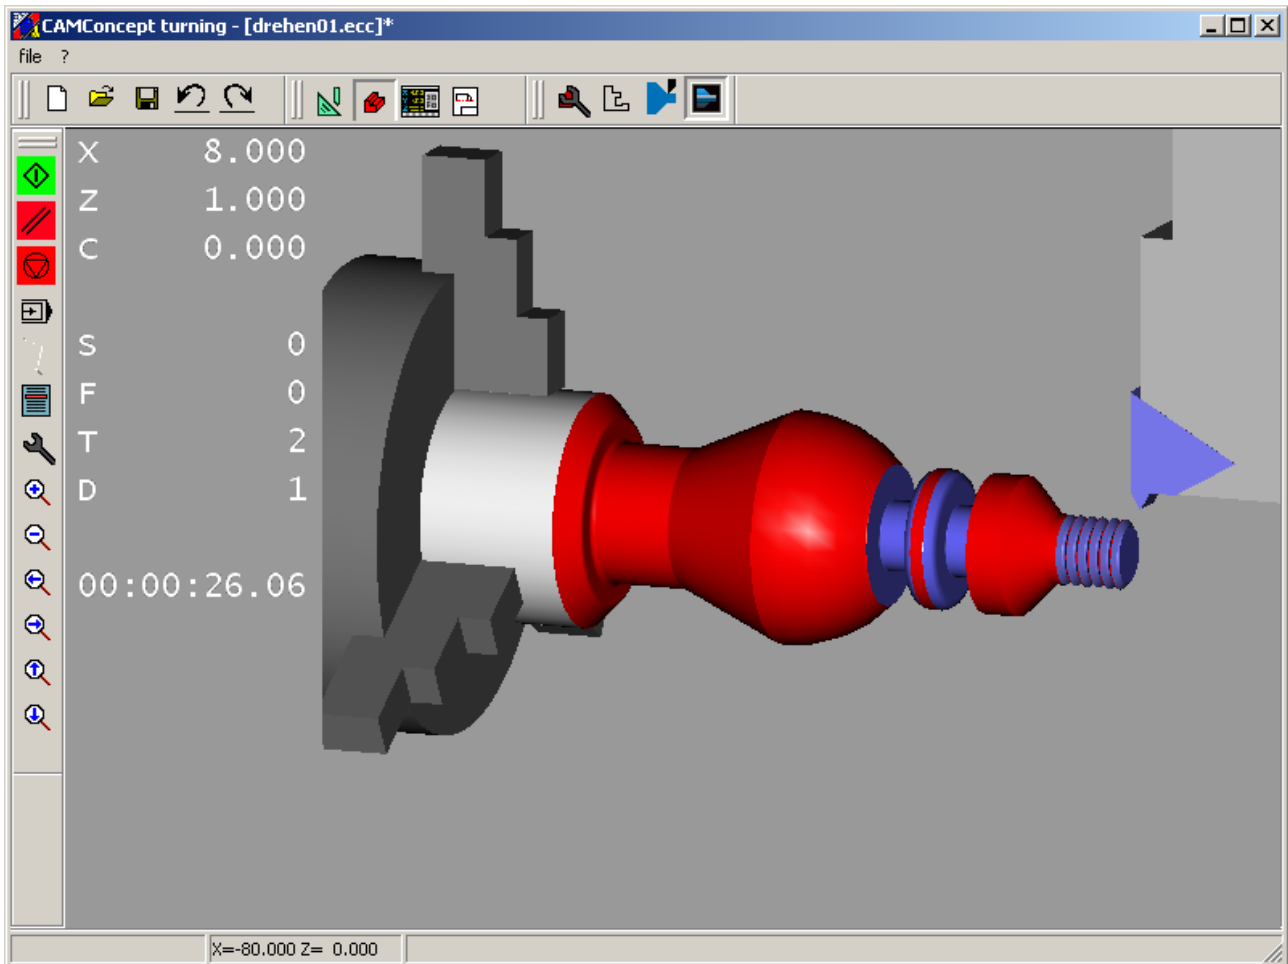 CAMConcept turning - [drehen01.ecc]*
file ?
X 8.000
Z 1.000
C 0.000
S 0
F 0
T 2
D 1
00:00:26.06
X=-80.000 Z= 0.000